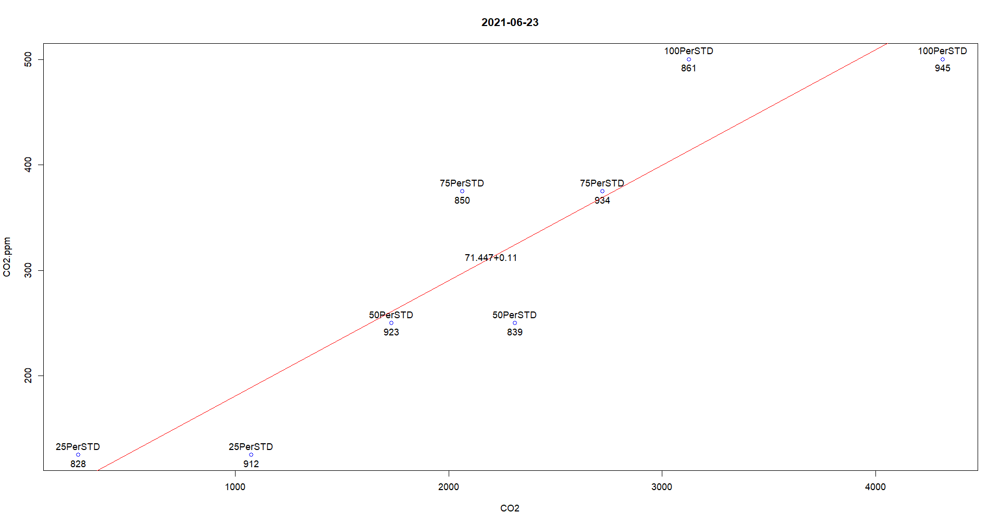 2021-06-23
500
400
300
200
CO2.ppm
100PerSTD
861
100PerSTD
945
75PerSTD
850
75PerSTD
934
71.447+0.11
50PerSTD
923
50PerSTD
839
25PerSTD
828
25PerSTD
912
1000
2000
3000
4000
CO2